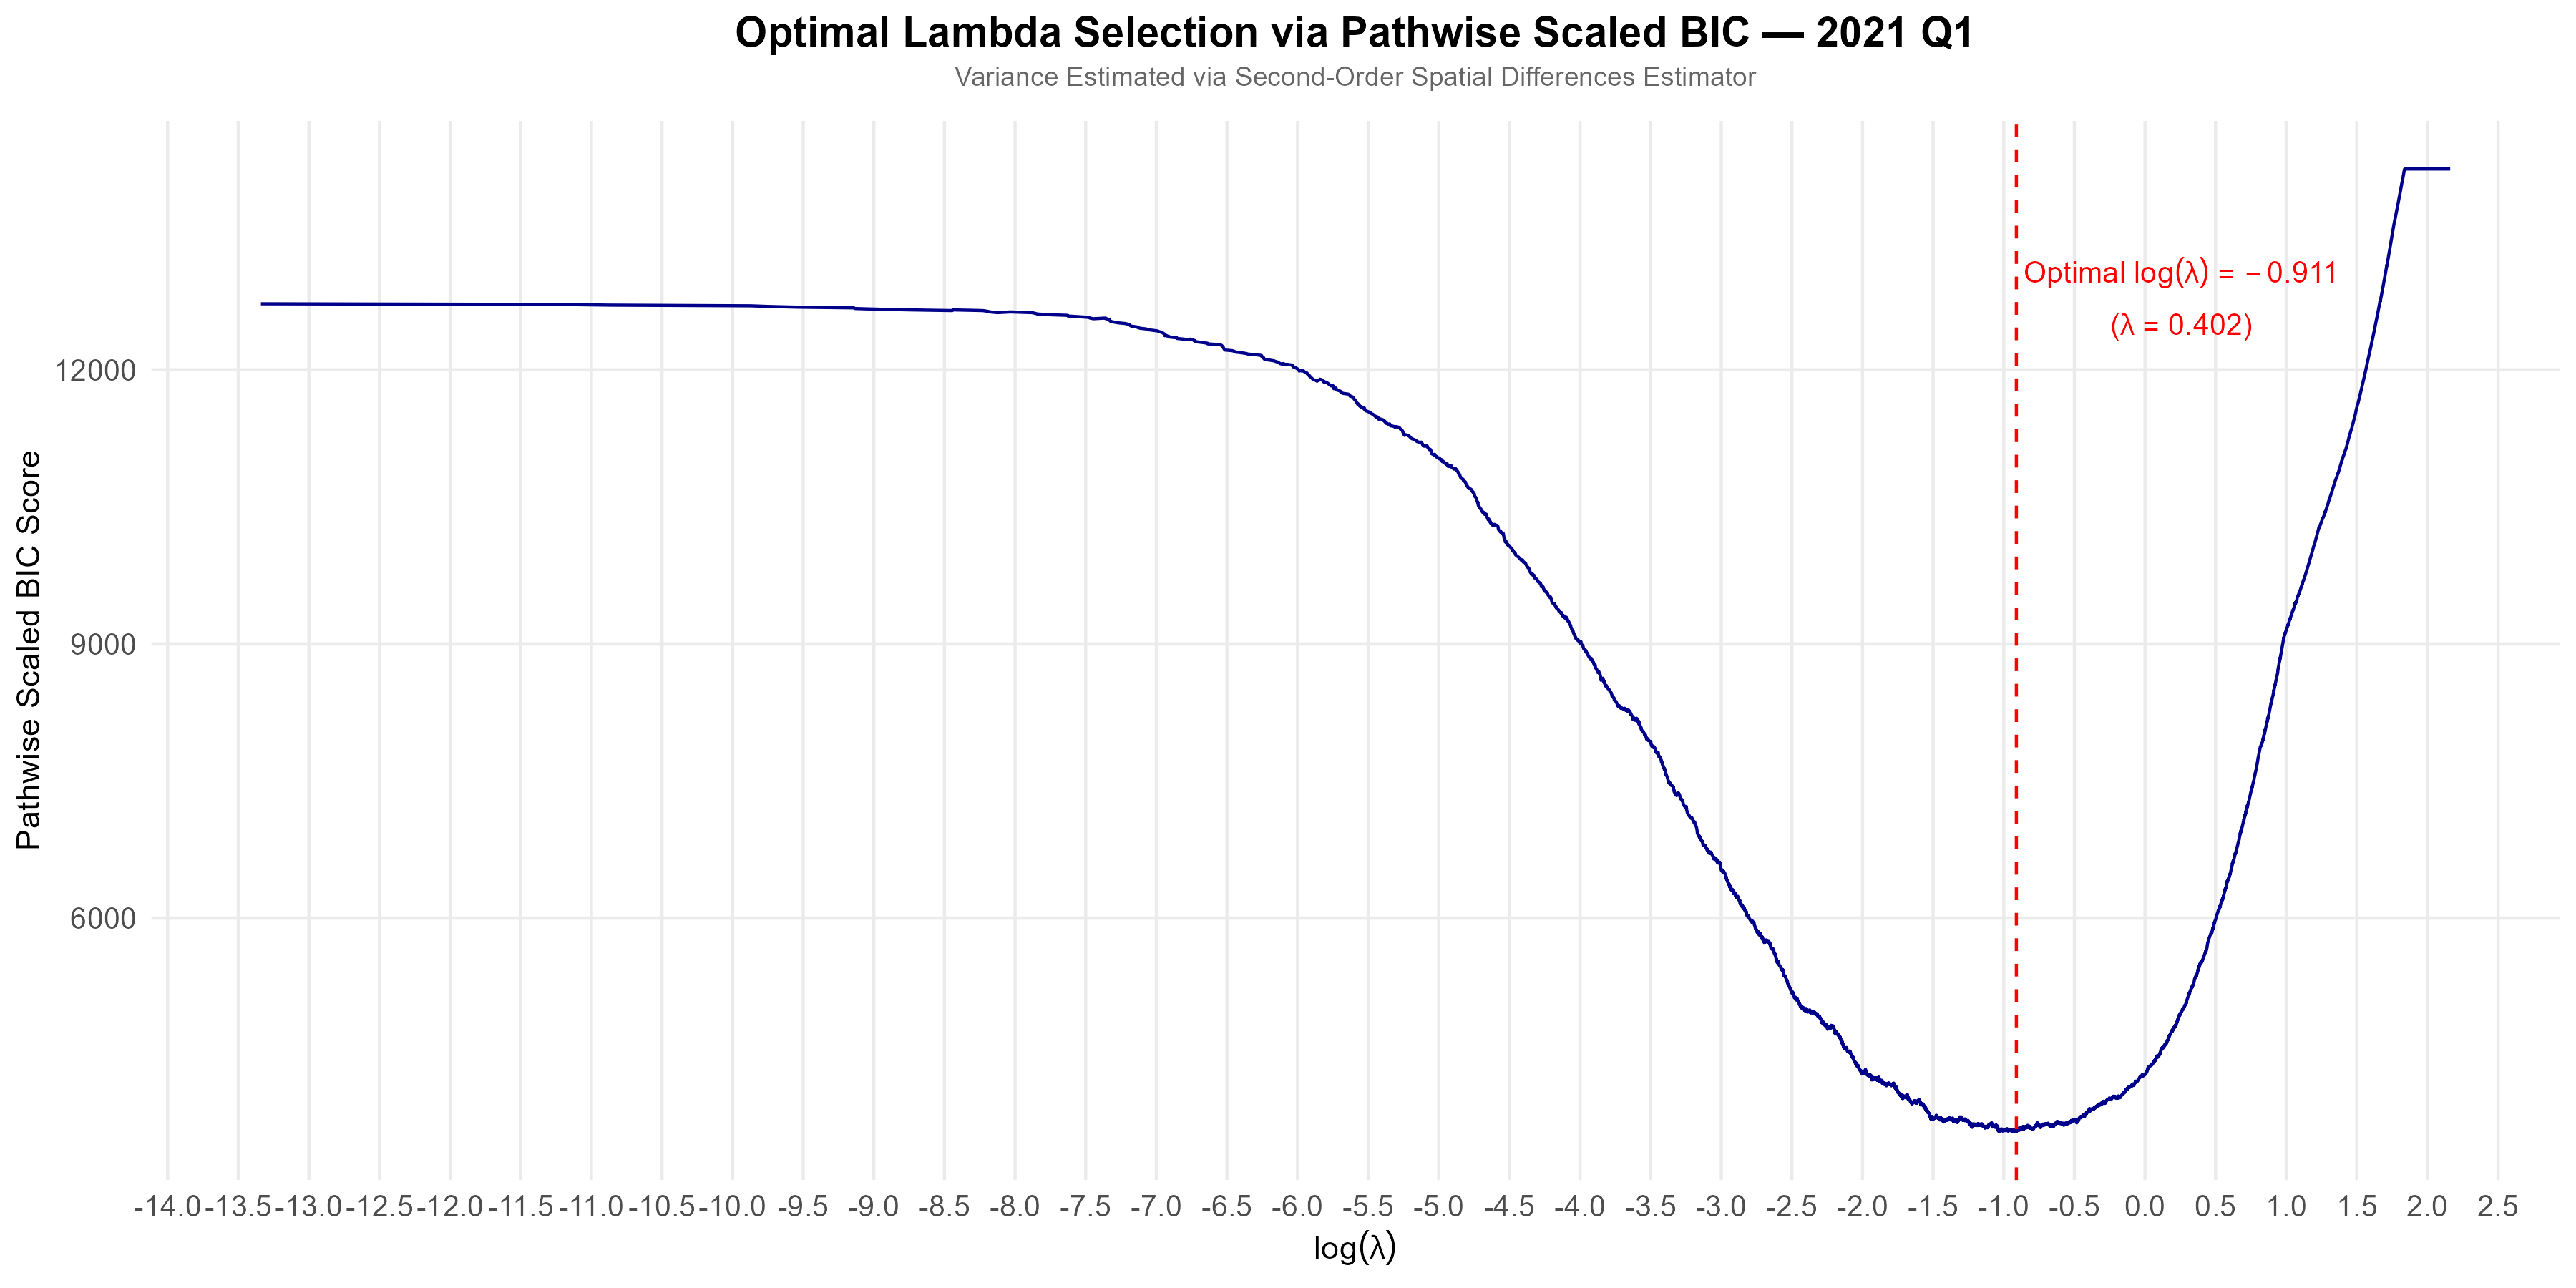 Optimal Lambda Selection via Pathwise Scaled BIC — 2021 Q1
Variance Estimated via Second-Order Spatial Differences Estimator
Optimal log(λ) = − 0.911
(λ = 0.402)
12000
9000
6000
Pathwise Scaled BIC Score
-14.0 -13.5 -13.0 -12.5 -12.0 -11.5 -11.0 -10.5 -10.0 -9.5 -9.0 -8.5 -8.0 -7.5 -7.0 -6.5 -6.0 -5.5 -5.0 -4.5 -4.0 -3.5 -3.0 -2.5 -2.0 -1.5 -1.0 -0.5 0.0 0.5 1.0 1.5 2.0 2.5
log(λ)